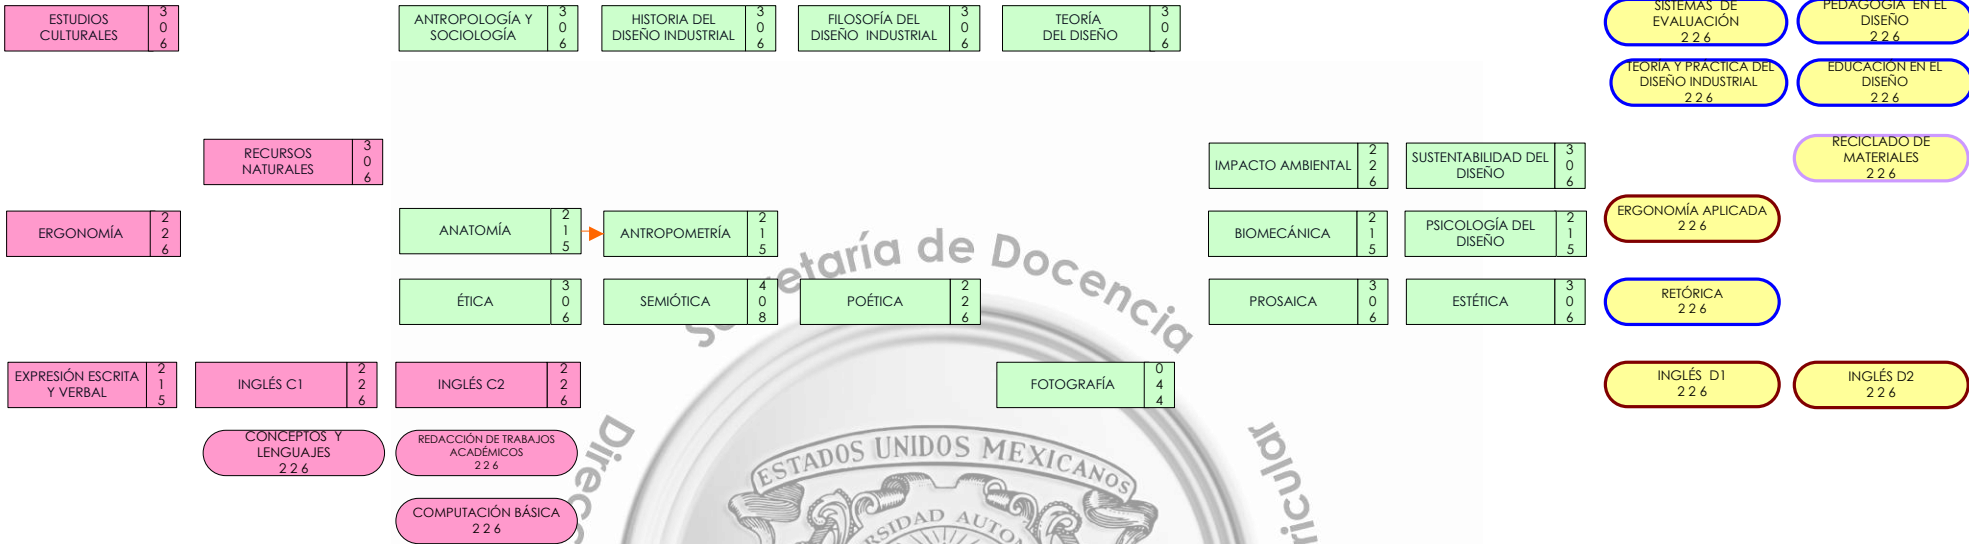 ESTUDIOS
CULTURALES
3
0
6
ANTROPOLOGÍA Y
SOCIOLOGÍA
3
0
6
HISTORIA DEL
DISEÑO INDUSTRIAL
3
0
6
FILOSOFÍA DEL
DISEÑO INDUSTRIAL
3
0
6
TEORÍA
DEL DISEÑO
3
0
6
SISTEMAS DE
EVALUACIÓN
2 2 6
PEDAGOGÍA EN EL
DISEÑO
2 2 6
TEORÍA Y PRÁCTICA DEL
DISEÑO INDUSTRIAL
2 2 6
EDUCACIÓN EN EL
DISEÑO
2 2 6
RECURSOS
NATURALES
3
0
6
IMPACTO AMBIENTAL
2
2
6
SUSTENTABILIDAD DEL
DISEÑO
3
0
6
RECICLADO DE
MATERIALES
2 2 6
ERGONOMÍA
2
2
6
ANATOMÍA
2
1
5
ANTROPOMETRÍA
2
1
5
BIOMECÁNICA
2
1
5
PSICOLOGÍA DEL
DISEÑO
2
1
5
ERGONOMÍA APLICADA
2 2 6
ÉTICA
3
0
6
SEMIÓTICA
4
0
8
POÉTICA
2
2
6
PROSAICA
3
0
6
ESTÉTICA
3
0
6
RETÓRICA
2 2 6
EXPRESIÓN ESCRITA
Y VERBAL
2
1
5
INGLÉS C1
2
2
6
INGLÉS C2
2
2
6
FOTOGRAFÍA
0
4
4
INGLÉS D1
2 2 6
INGLÉS D2
2 2 6
CONCEPTOS Y
LENGUAJES
2 2 6
REDACCIÓN DE TRABAJOS
ACADÉMICOS
2 2 6
COMPUTACIÓN BÁSICA
2 2 6
de Docencia
ESTADOS UNIDOS MEXICANOS